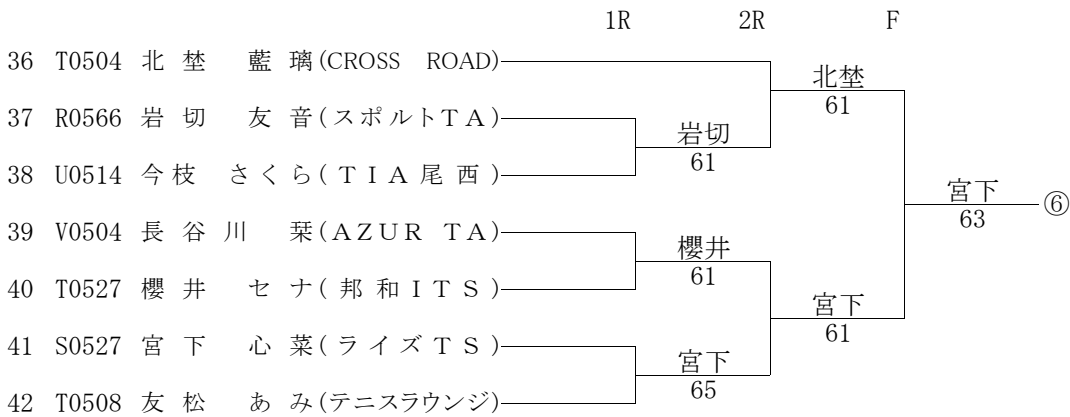 1R 2R F
36 T0504 北埜 藍璃(CROSS ROAD)
北埜
61
37 R0566 岩切 友音(スポルトTA)
岩切
61
38 U0514 今枝 さくら(TIA尾西)
宮下 ⑥
63
39 V0504 長谷川 栞(AZUR TA)
櫻井
61
40 T0527 櫻井 セナ(邦和ITS)
宮下
61
41 S0527 宮下 心菜(ライズTS)
宮下
65
42 T0508 友松 あみ(テニスラウンジ)